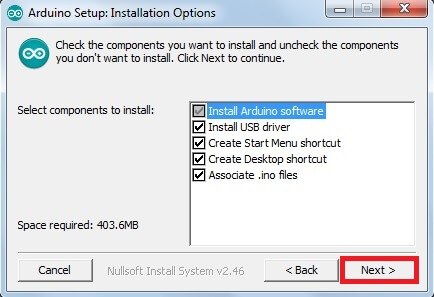 Arduino Setup: Installation Options
Check the components you want to install and uncheck the components
you don't want to install. Click Next to continue.
Select components to install:
Install Arduino software
Install USB driver
Create Start Menu shortcut
Create Desktop shortcut
Associate .ino files
Space required: 403.6MB
Cancel
Nullsoft Install System v2.46
< Back
Next >